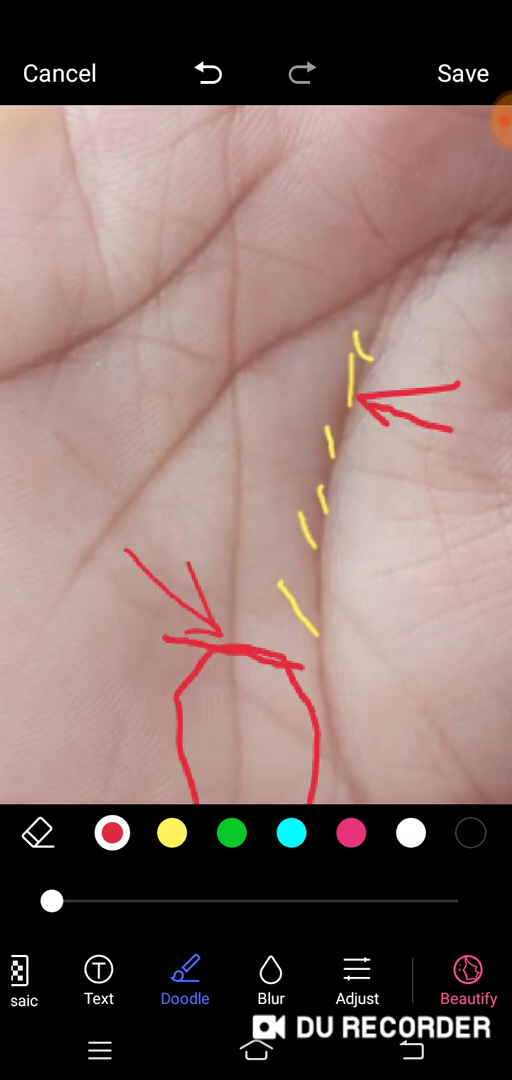 Cancel
Save
saic
Text
Doodle
Blur
Adjust
Beautify
DU RECORDER